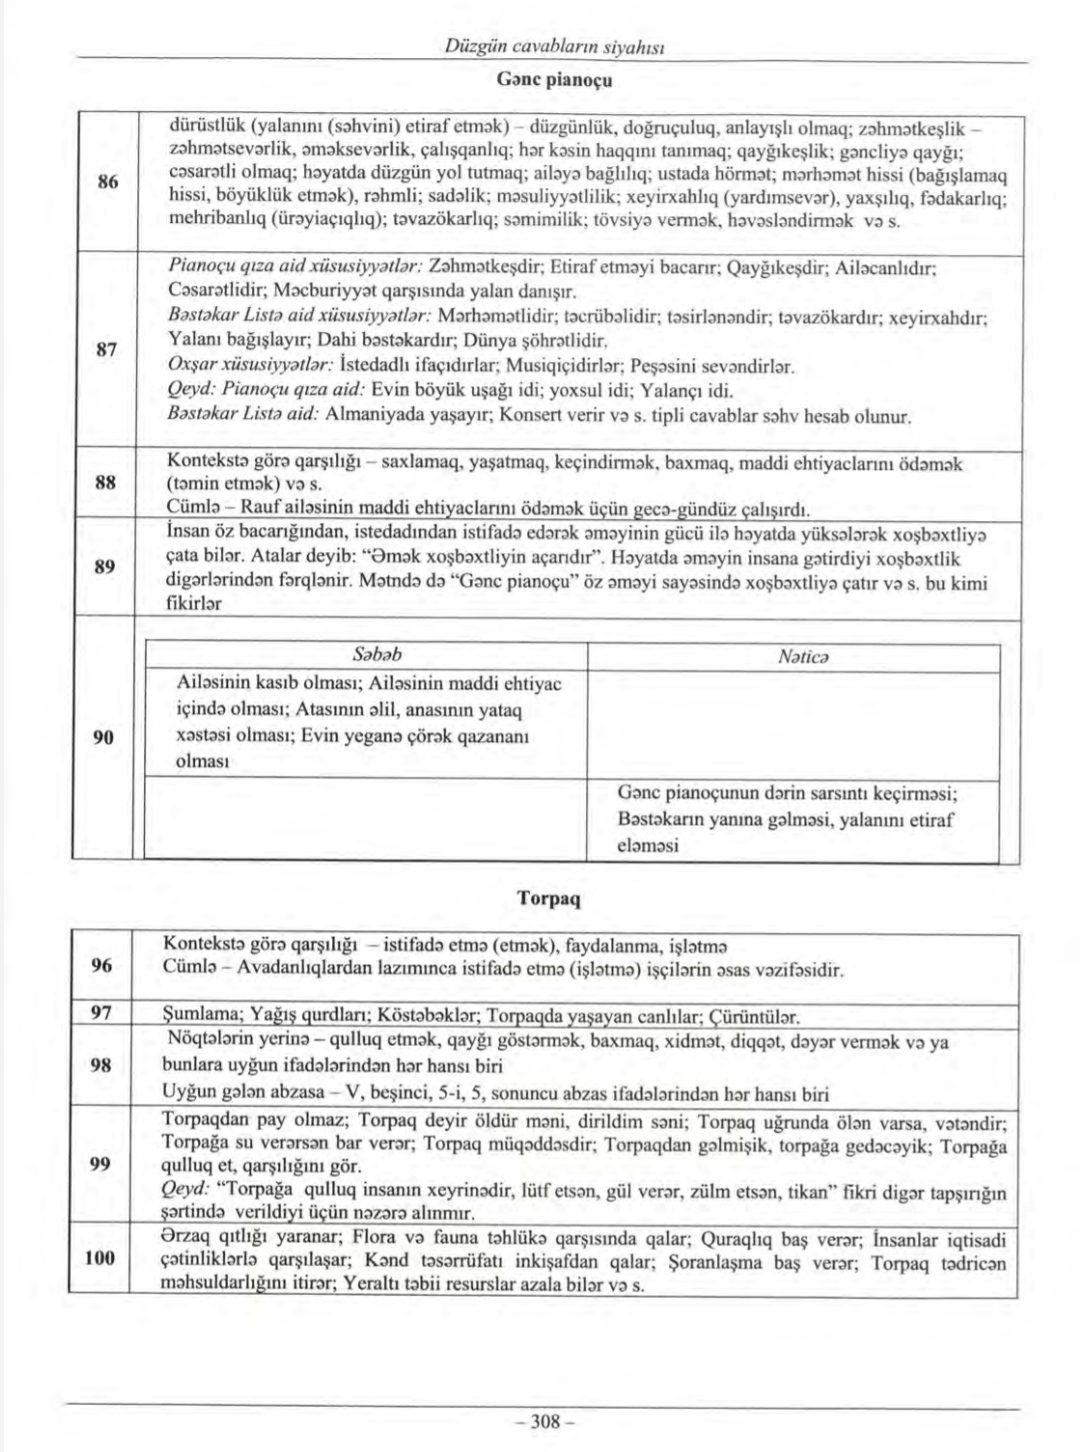 Düzgün cavabların siyahısı
Gənc pianoçu
86
dürüstlük (yalanını (səhvini) etiraf etmək) – düzgünlük, doğruçuluq, anlayışlı olmaq; zəhmətkeşlik –
zəhmətsevərlik, əməksevərlik, çalışqanlıq; hər kəsin haqqını tanımaq; qayğıkeşlik; gəncliyə qayğı;
cəsarətli olmaq; həyatda düzgün yol tutmaq; ailəyə bağlılıq; ustada hörmət; mərhəmət hissi (bağışlamaq
hissi, böyüklük etmək), rəhmli; sadəlik; məsuliyyətlilik; xeyirxahlıq (yardımsevər), yaxşılıq, fədakarlıq;
mehribanlıq (ürəyiaçıqlıq); təvazökarlıq; səmimilik; tövsiyə vermək, həvəsləndirmək və s.
87
Pianoçu qıza aid xüsusiyyətlər: Zəhmətkeşdir; Etiraf etməyi bacarır; Qayğıkeşdir; Ailəcanlıdır;
Cəsarətlidir; Məcburiyyət qarşısında yalan danışır.
Bəstəkar Listə aid xüsusiyyətlər: Mərhəmətlidir; təcrübəlidir; təsirlənəndir; təvazökardır; xeyirxahdır;
Yalanı bağışlayır; Dahi bəstəkardır; Dünya şöhrətlidir.
Oxşar xüsusiyyətlər: İstedadlı ifaçıdırlar; Musiqiçidirlər; Peşəsini sevəndirlər.
Qeyd: Pianoçu qıza aid: Evin böyük uşağı idi; yoxsul idi; Yalançı idi.
Bəstəkar Listə aid: Almaniyada yaşayır; Konsert verir və s. tipli cavablar səhv hesab olunur.
88
Kontekstə görə qarşılığı – saxlamaq, yaşatmaq, keçindirmək, baxmaq, maddi ehtiyaclarını ödəmək
(təmin etmək) və s.
Cümlə – Rauf ailəsinin maddi ehtiyaclarını ödəmək üçün gecə-gündüz çalışırdı.
89
İnsan öz bacarığından, istedadından istifadə edərək əməyinin gücü ilə həyatda yüksələrək xoşbəxtliyə
çata bilər. Atalar deyib: “Əmək xoşbəxtliyin açarıdır”. Həyatda əməyin insana gətirdiyi xoşbəxtlik
digərlərindən fərqlənir. Mətndə də “Gənc pianoçu” öz əməyi sayəsində xoşbəxtliyə çatır və s. bu kimi
fikirlər
90
Səbəb
Nəticə
Ailəsinin kasıb olması; Ailəsinin maddi ehtiyac
içində olması; Atasının əlil, anasının yataq
xəstəsi olması; Evin yeganə çörək qazananı
olması
Gənc pianoçunun dərin sarsıntı keçirməsi;
Bəstəkarın yanına gəlməsi, yalanını etiraf
eləməsi
Torpaq
96
Kontekstə görə qarşılığı – istifadə etmə (etmək), faydalanma, işlətmə
Cümlə – Avadanlıqlardan lazımınca istifadə etmə (işlətmə) işçilərin əsas vəzifəsidir.
97
Şumlama; Yağış qurdları; Köstəbəklər; Torpaqda yaşayan canlılar; Çürüntülər.
98
Nöqtələrin yerinə – qulluq etmək, qayğı göstərmək, baxmaq, xidmət, diqqət, dəyər vermək və ya
bunlara uyğun ifadələrindən hər hansı biri
Uyğun gələn abzasa – V, beşinci, 5-i, 5, sonuncu abzas ifadələrindən hər hansı biri
99
Torpaqdan pay olmaz; Torpaq deyir öldür məni, dirildim səni; Torpaq uğrunda ölən varsa, vətəndir;
Torpağa su verərsən bar verər; Torpaq müqəddəsdir; Torpaqdan gəlmişik, torpağa gedəcəyik; Torpağa
qulluq et, qarşılığını gör.
Qeyd: “Torpağa qulluq insanın xeyrinədir, lütf etsən, gül verər, zülm etsən, tikan” fikri digər tapşırığın
şərtində verildiyi üçün nəzərə alınmır.
100
Ərzaq qıtlığı yaranar; Flora və fauna təhlükə qarşısında qalar; Quraqlıq baş verər; İnsanlar iqtisadi
çətinliklərlə qarşılaşar; Kənd təsərrüfatı inkişafdan qalar; Şoranlaşma baş verər; Torpaq tədricən
məhsuldarlığını itirər; Yeraltı təbii resurslar azala bilər və s.
– 308 –